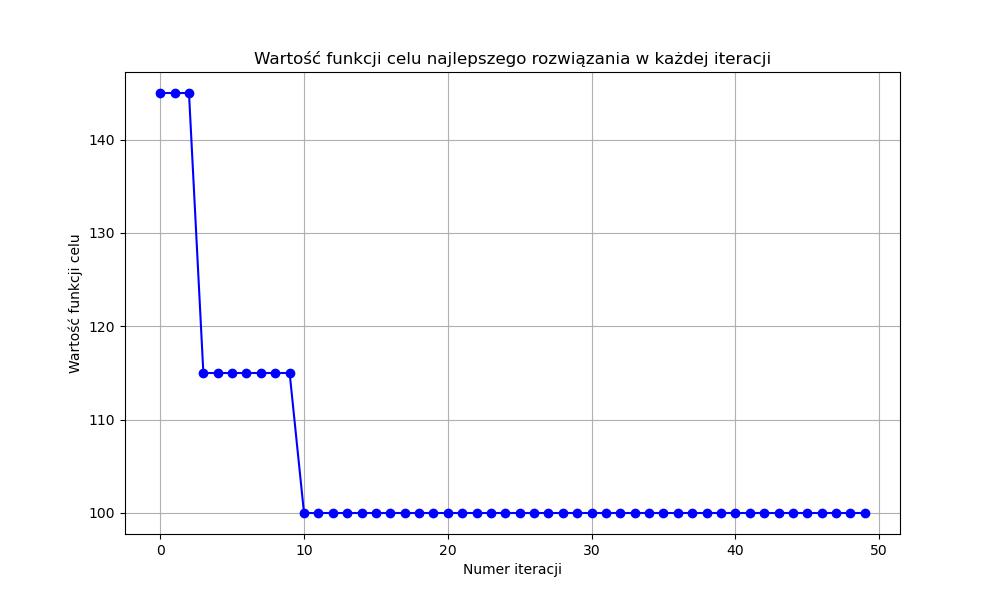 Wartość funkcji celu najlepszego rozwiązania w każdej iteracji
140
130
120
110
100
Wartość funkcji celu
0 10 20 30 40 50
Numer iteracji